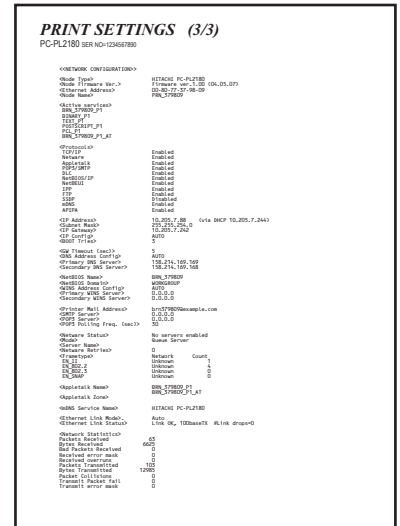 PRINT SETTINGS (3/3)
PC-PL2180 SER NO=1234567890
<<NETWORK CONFIGURATION>>
<Node Type> HITACHI PC-PL2180
<Node Firmware Ver.> Firmware ver.1.00 (04.05.07)
<Ethernet Address> 00-80-77-37-98-09
<Node Name> PRN_379809
<Active services>
BRN_379809_P1
BINARY_P1
TEXT_P1
POSTSCRIPT_P1
PCL_P1
BRN_379809_P1_AT
<Protocols>
TCP/IP Enabled
Netware Enabled
Appletalk Enabled
POP3/SMTP Enabled
DLC Enabled
NetBIOS/IP Enabled
NetBEUI Enabled
IPP Enabled
FTP Enabled
SSDP Disabled
mDNS Enabled
APIPA Enabled
<IP Address> 10.205.7.88 (via DHCP 10.205.7.244)
<Subnet Mask> 255.255.254.0
<IP Gateway> 10.205.7.242
<IP Config> AUTO
<BOOT Tries> 3
<GW Timeout (sec)> 5
<DNS Address Config> AUTO
<Primary DNS Server> 158.214.169.169
<Secondary DNS Server> 158.214.169.168
<NetBIOS Name> BRN_379809
<NetBIOS Domain> WORKGROUP
<WINS Address Config> AUTO
<Primary WINS Server> 0.0.0.0
<Secondary WINS Server> 0.0.0.0
<Printer Mail Address> brn379809@example.com
<SMTP Server> 0.0.0.0
<POP3 Server> 0.0.0.0
<POP3 Polling Freq. (sec)> 30
<Netware Status> No servers enabled
<Mode> Queue Server
<Server Name>
<Netware Retries> 0
<Frametype> Network Count
EN_II Unknown 1
EN_802.2 Unknown 4
EN_802.3 Unknown 0
EN_SNAP Unknown 0
<Appletalk Name> BRN_379809_P1
BRN_379809_P1_AT
<Appletalk Zone>
<mDNS Service Name> HITACHI PC-PL2180
<Ethernet Link Mode>. Auto
<Ethernet Link Status> Link OK, 100baseTX #Link drops=0
<Network Statistics>
Packets Received 63
Bytes Received 6625
Bad Packets Received 0
Received error mask 0
Received overruns 0
Packets Transmitted 103
Bytes Transmitted 12985
Packet Collisions 0
Transmit Packet fail 0
Transmit error mask 0